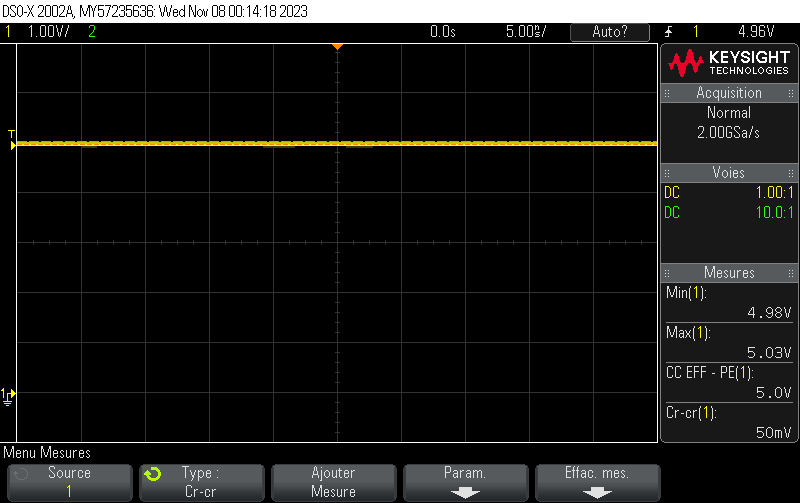 DSO-X 2002A, MY57235636: Wed Nov 08 00:14:18 2023
1 1.00V/ 2 0.0s 5.00ns/ Auto? 1 4.96V
KEYSIGHT
TECHNOLOGIES
Acquisition
Normal
2.00GSa/s
T
Voies
DC 1.00:1
DC 10.0:1
Mesures
Min(1):
4.98V
Max(1):
5.03V
CC EFF - PE(1):
5.0V
1
Cr-cr(1):
50mV
Menu Mesures
Source
1
Type :
Cr-cr
Ajouter
Mesure
Param.
Effac. mes.